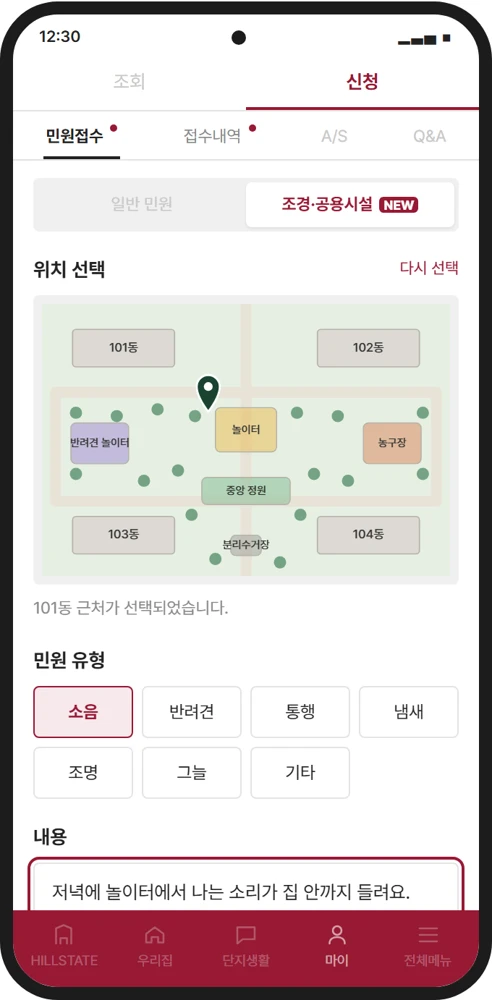 12:30
조회 신청
민원접수 접수내역 A/S Q&A
일반 민원 조경·공용시설 NEW
위치 선택 다시 선택
101동 102동
반려견 놀이터 놀이터 농구장
중앙 정원
103동 분리수거장 104동
101동 근처가 선택되었습니다.
민원 유형
소음 반려견 통행 냄새
조명 그늘 기타
내용
저녁에 놀이터에서 나는 소리가 집 안까지 들려요.
HILLSTATE 우리집 단지생활 마이 전체메뉴